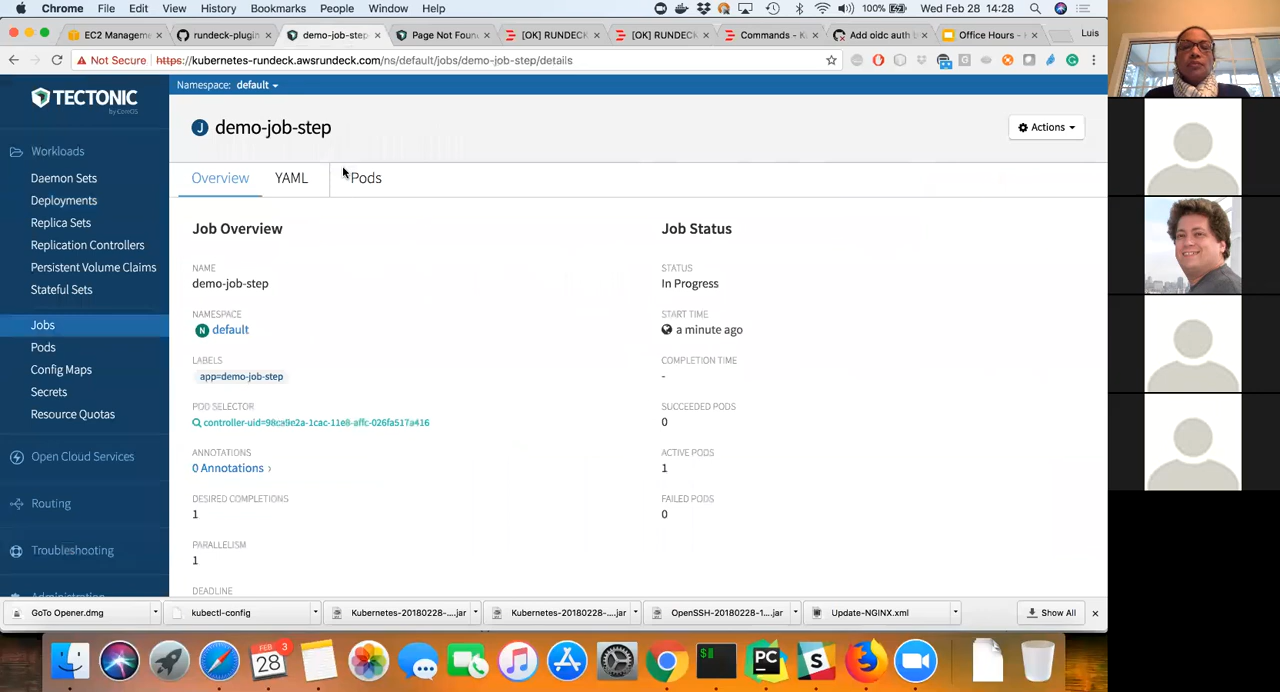 Chrome File Edit View History Bookmarks People Window Help 100% Wed Feb 28 14:28
EC2 Manageme rundeck-plugin demo-job-step Page Not Foun [OK] RUNDECK [OK] RUNDECK Commands - Add oidc auth b Office Hours - Luis
Not Secure https://kubernetes-rundeck.awsrundeck.com/ns/default/jobs/demo-job-step/details
TECTONIC
by CoreOS
Namespace: default
J demo-job-step
Actions
Workloads
Daemon Sets
Deployments
Replica Sets
Replication Controllers
Persistent Volume Claims
Stateful Sets
Jobs
Pods
Config Maps
Secrets
Resource Quotas
Open Cloud Services
Routing
Troubleshooting
Administration
Overview YAML Pods
Job Overview
NAME
demo-job-step
NAMESPACE
N default
LABELS
app=demo-job-step
POD SELECTOR
controller-uid=98ca9e2a-1cac-11e8-affc-026fa517a416
ANNOTATIONS
0 Annotations ›
DESIRED COMPLETIONS
1
PARALLELISM
1
DEADLINE
Job Status
STATUS
In Progress
START TIME
a minute ago
COMPLETION TIME
-
SUCCEEDED PODS
0
ACTIVE PODS
1
FAILED PODS
0
GoTo Opener.dmg kubectl-config Kubernetes-20180228-....jar Kubernetes-20180228-....jar OpenSSH-20180228-1....jar Update-NGINX.xml Show All
FEB 3
28
$
PC
S